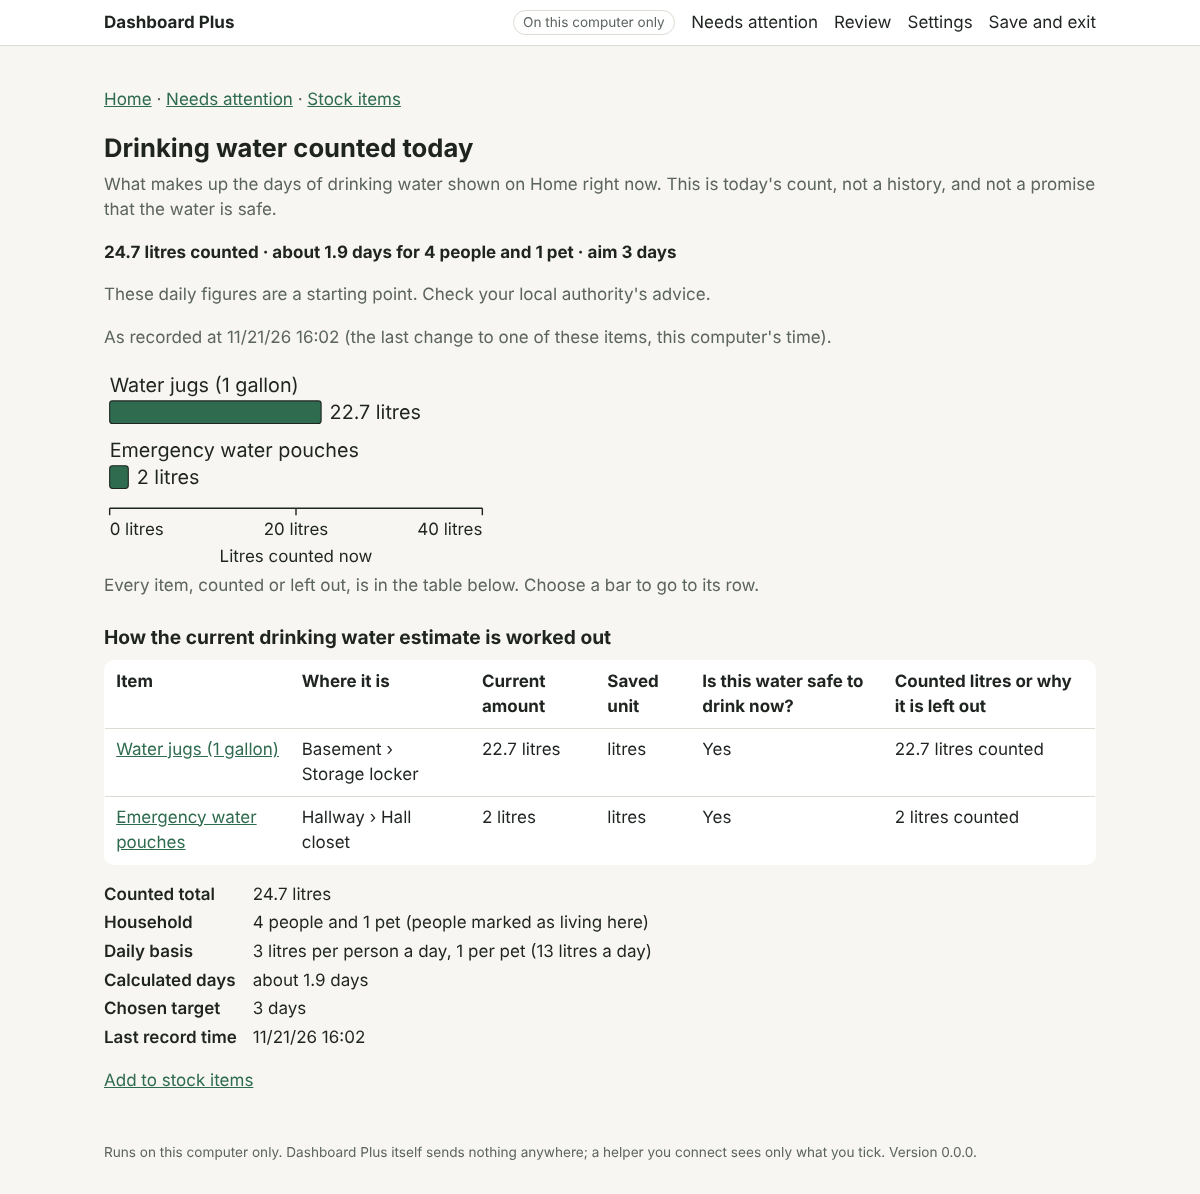 Dashboard Plus
On this computer only
Needs attention
Review
Settings
Save and exit
Home · Needs attention · Stock items
Drinking water counted today
What makes up the days of drinking water shown on Home right now. This is today's count, not a history, and not a promise
that the water is safe.
24.7 litres counted · about 1.9 days for 4 people and 1 pet · aim 3 days
These daily figures are a starting point. Check your local authority's advice.
As recorded at 11/21/26 16:02 (the last change to one of these items, this computer's time).
Water jugs (1 gallon)
22.7 litres
Emergency water pouches
2 litres
0 litres
20 litres
40 litres
Litres counted now
Every item, counted or left out, is in the table below. Choose a bar to go to its row.
How the current drinking water estimate is worked out
Item
Where it is
Current
amount
Saved
unit
Is this water safe to
drink now?
Counted litres or why
it is left out
Water jugs (1 gallon)
Basement ›
Storage locker
22.7 litres
litres
Yes
22.7 litres counted
Emergency water
pouches
Hallway › Hall
closet
2 litres
litres
Yes
2 litres counted
Counted total 24.7 litres
Household 4 people and 1 pet (people marked as living here)
Daily basis 3 litres per person a day, 1 per pet (13 litres a day)
Calculated days about 1.9 days
Chosen target 3 days
Last record time 11/21/26 16:02
Add to stock items
Runs on this computer only. Dashboard Plus itself sends nothing anywhere; a helper you connect sees only what you tick. Version 0.0.0.